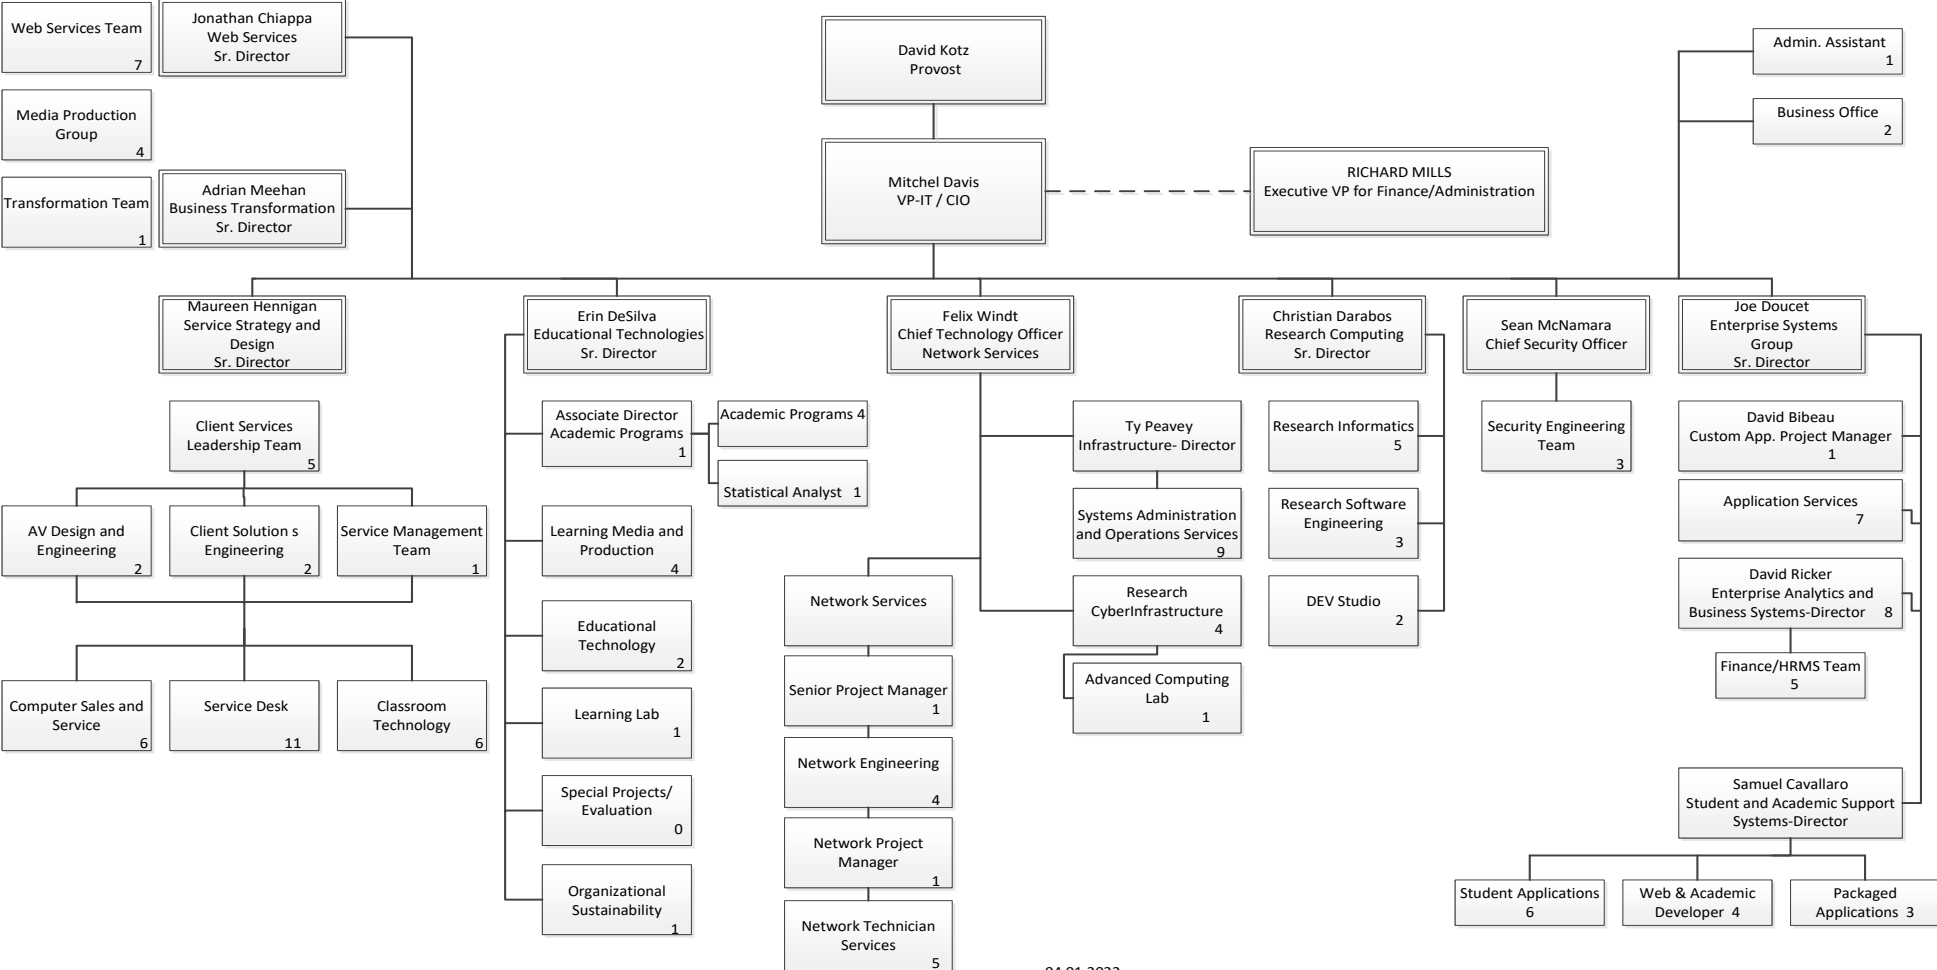 Web Services Team
7
Jonathan Chiappa
Web Services
Sr. Director
David Kotz
Provost
Admin. Assistant
1
Media Production
Group
4
Business Office
2
Mitchel Davis
VP-IT / CIO
RICHARD MILLS
Executive VP for Finance/Administration
Transformation Team
1
Adrian Meehan
Business Transformation
Sr. Director
Maureen Hennigan
Service Strategy and
Design
Sr. Director
Erin DeSilva
Educational Technologies
Sr. Director
Felix Windt
Chief Technology Officer
Network Services
Christian Darabos
Research Computing
Sr. Director
Sean McNamara
Chief Security Officer
Joe Doucet
Enterprise Systems
Group
Sr. Director
Client Services
Leadership Team
5
AV Design and
Engineering
2
Client Solution s
Engineering
2
Service Management
Team
1
Computer Sales and
Service
6
Service Desk
11
Classroom
Technology
6
Associate Director
Academic Programs
1
Academic Programs 4
Statistical Analyst 1
Learning Media and
Production
4
Educational
Technology
2
Learning Lab
1
Special Projects/
Evaluation
0
Organizational
Sustainability
1
Ty Peavey
Infrastructure- Director
Systems Administration
and Operations Services
9
Research
CyberInfrastructure
4
Advanced Computing
Lab
1
Network Services
Senior Project Manager
1
Network Engineering
4
Network Project
Manager
1
Network Technician
Services
5
Research Informatics
5
Research Software
Engineering
3
DEV Studio
2
Security Engineering
Team
3
David Bibeau
Custom App. Project Manager
1
Application Services
7
David Ricker
Enterprise Analytics and
Business Systems-Director 8
Finance/HRMS Team
5
Samuel Cavallaro
Student and Academic Support
Systems-Director
Student Applications
6
Web & Academic
Developer 4
Packaged
Applications 3